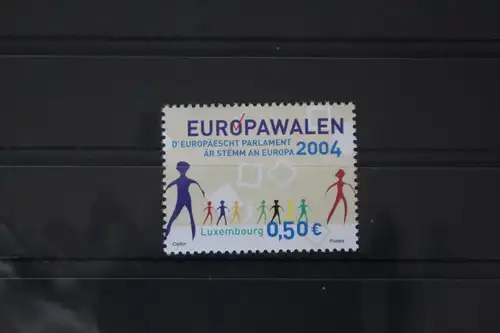 EUROPAWALEN
D'EUROPÄESCHT PARLAMENT
ÄR STËMM AN EUROPA 2004
Luxembourg 0,50 €